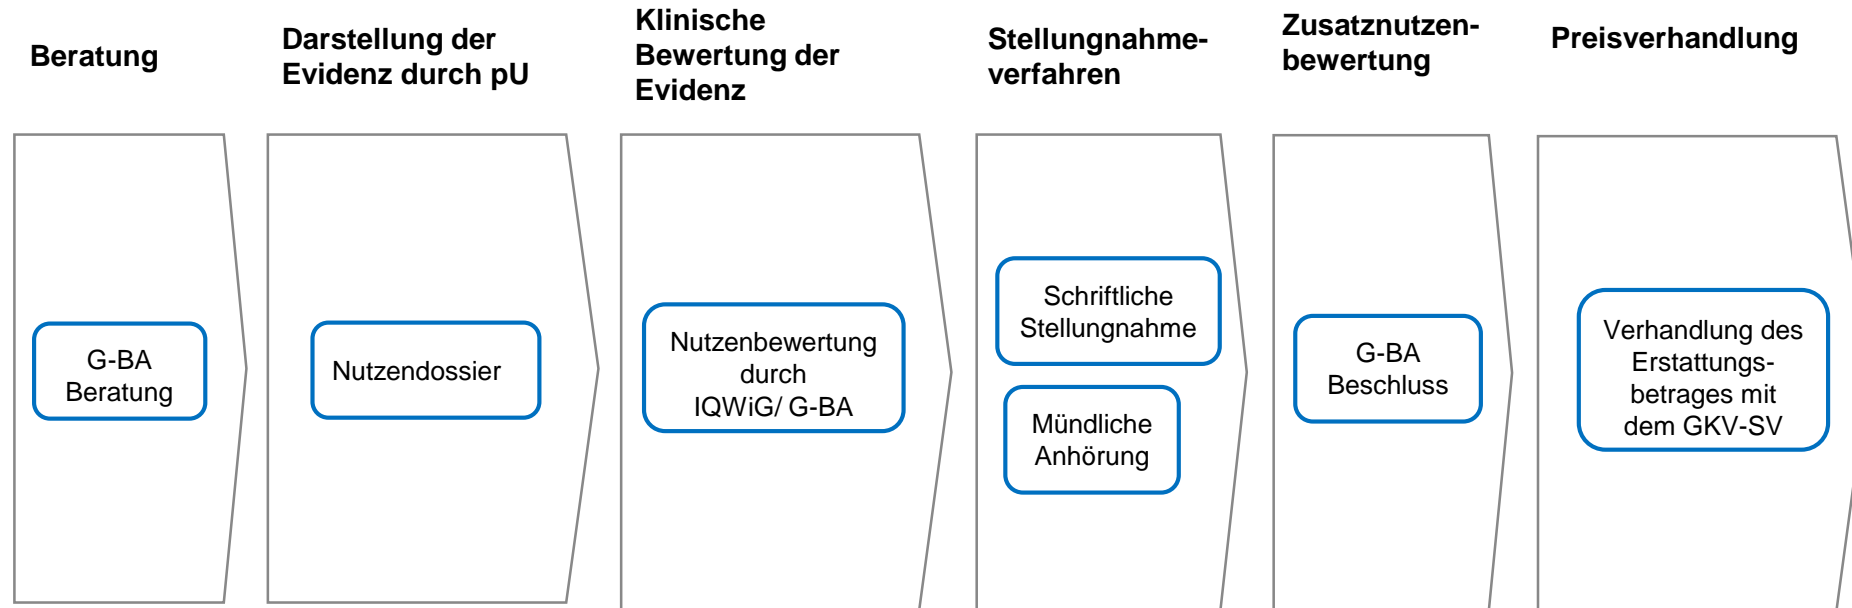 Beratung
Darstellung der
Evidenz durch pU
Klinische
Bewertung der
Evidenz
Stellungnahme-
verfahren
Zusatznutzen-
bewertung
Preisverhandlung
G-BA
Beratung
Nutzendossier
Nutzenbewertung
durch
IQWiG/ G-BA
Schriftliche
Stellungnahme
Mündliche
Anhörung
G-BA
Beschluss
Verhandlung des
Erstattungs-
betrages mit
dem GKV-SV